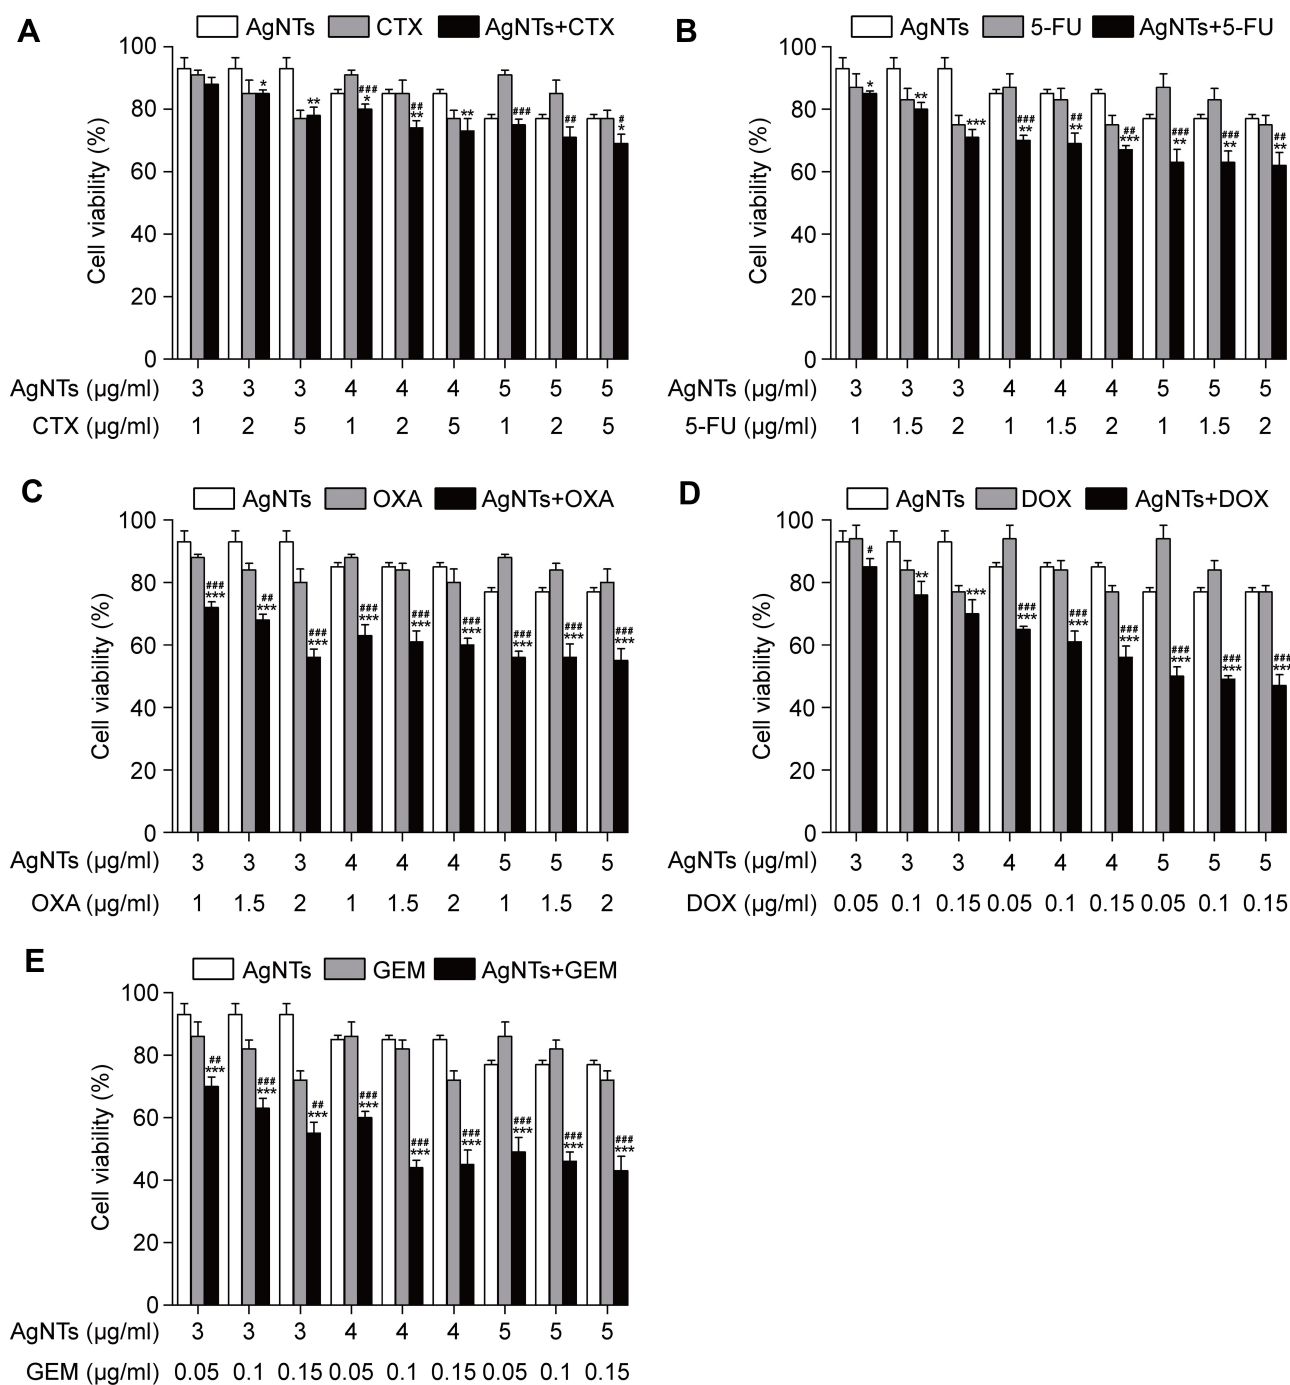 A
AgNTs CTX AgNTs+CTX
Cell viability (%)
100
80
60
40
20
0
* ** ### * ## ** ** ### ## # *
AgNTs (µg/ml) 3 3 3 4 4 4 5 5 5
CTX (µg/ml) 1 2 5 1 2 5 1 2 5
B
AgNTs 5-FU AgNTs+5-FU
Cell viability (%)
100
80
60
40
20
0
* ** *** ### ** ## ** ## *** ### ** ### ** ## **
AgNTs (µg/ml) 3 3 3 4 4 4 5 5 5
5-FU (µg/ml) 1 1.5 2 1 1.5 2 1 1.5 2
C
AgNTs OXA AgNTs+OXA
Cell viability (%)
100
80
60
40
20
0
### *** ## *** ### *** ### *** ### *** ### *** ### *** ### *** ### ***
AgNTs (µg/ml) 3 3 3 4 4 4 5 5 5
OXA (µg/ml) 1 1.5 2 1 1.5 2 1 1.5 2
D
AgNTs DOX AgNTs+DOX
Cell viability (%)
100
80
60
40
20
0
# ** *** ### *** ### *** ### *** ### *** ### *** ### ***
AgNTs (µg/ml) 3 3 3 4 4 4 5 5 5
DOX (µg/ml) 0.05 0.1 0.15 0.05 0.1 0.15 0.05 0.1 0.15
E
AgNTs GEM AgNTs+GEM
Cell viability (%)
100
80
60
40
20
0
## *** ### *** ## *** ### *** ### *** ### *** ### *** ### *** ### ***
AgNTs (µg/ml) 3 3 3 4 4 4 5 5 5
GEM (µg/ml) 0.05 0.1 0.15 0.05 0.1 0.15 0.05 0.1 0.15